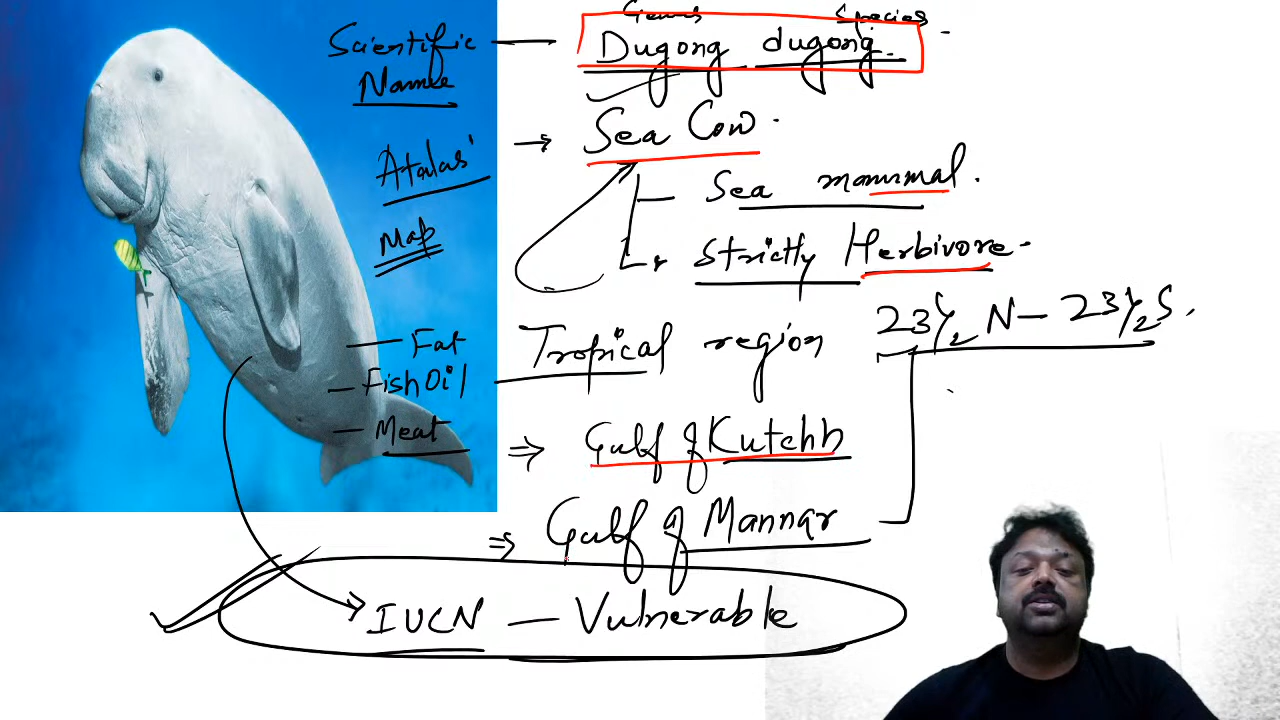 Genus Species
Scientific Name — Dugong dugong.
→ Sea Cow.
Atalas' Map
Sea mammal.
Strictly Herbivore.
Tropical region 23½ N – 23½ S.
— Fat
— Fish Oil
— Meat
⇒ Gulf of Kutchh
⇒ Gulf of Mannar
IUCN — Vulnerable